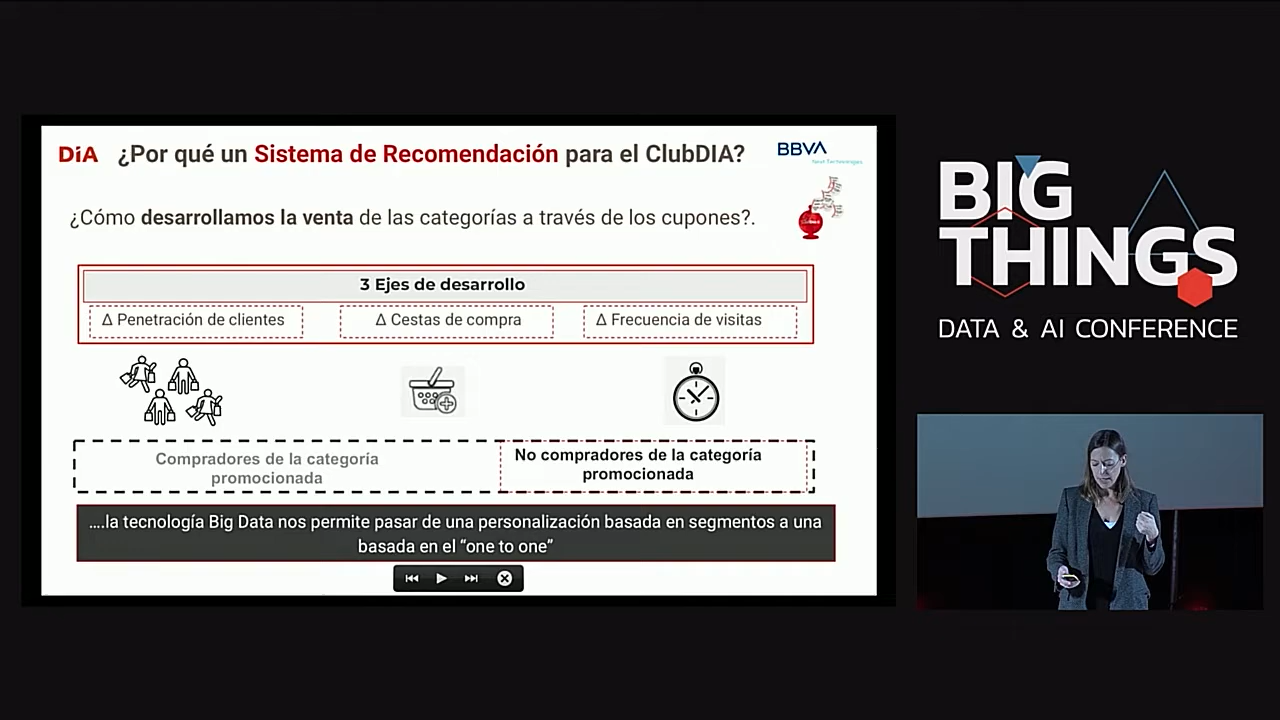 DiA
¿Por qué un Sistema de Recomendación para el ClubDIA?
BBVA
Next Technologies
¿Cómo desarrollamos la venta de las categorías a través de los cupones?.
3 Ejes de desarrollo
Δ Penetración de clientes
Δ Cestas de compra
Δ Frecuencia de visitas
Compradores de la categoría
promocionada
No compradores de la categoría
promocionada
....la tecnología Big Data nos permite pasar de una personalización basada en segmentos a una
basada en el “one to one”
BIG
THINGS
DATA & AI CONFERENCE